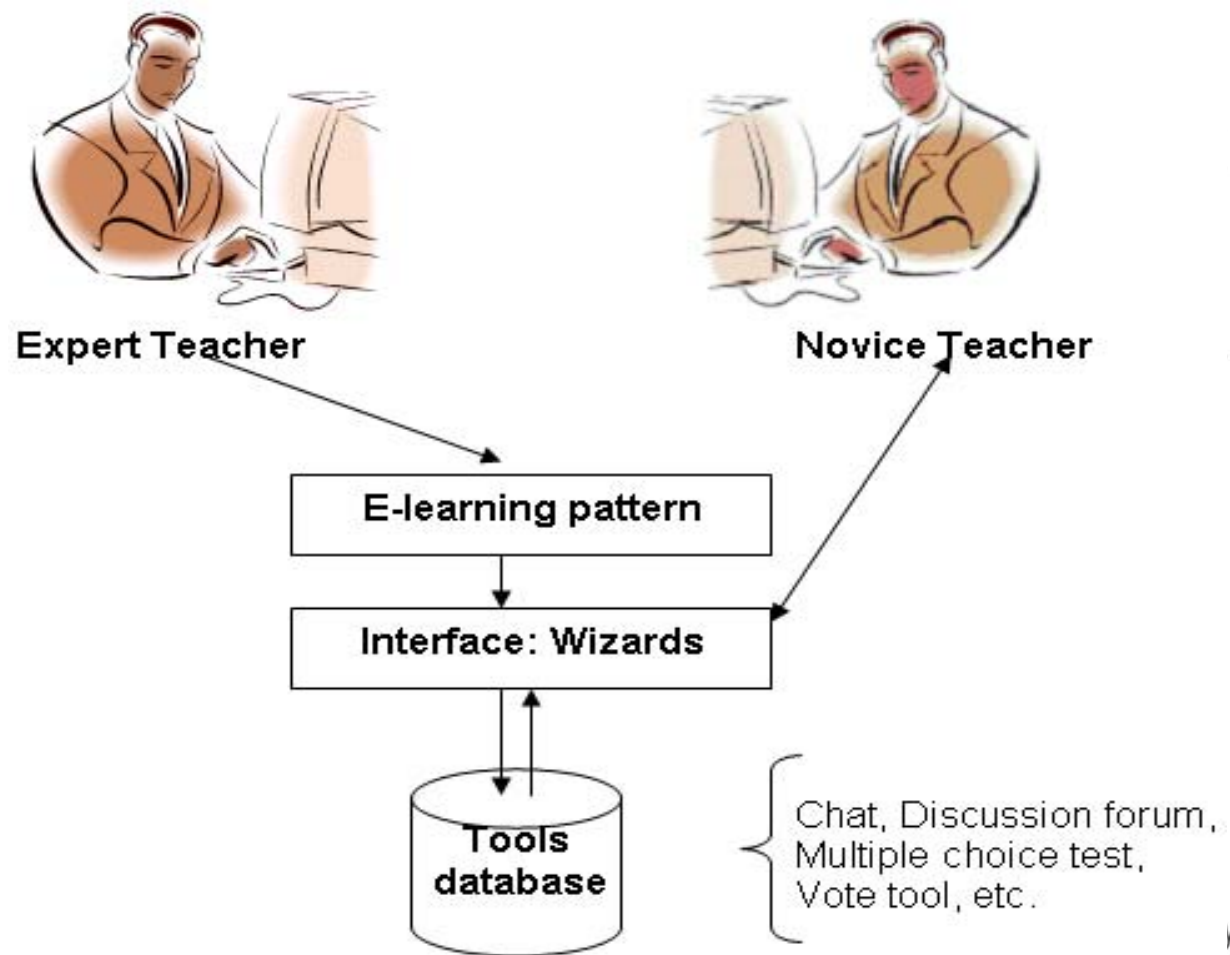 Expert Teacher
Novice Teacher
E-learning pattern
Interface: Wizards
Tools
database
Chat, Discussion forum,
Multiple choice test,
Vote tool, etc.